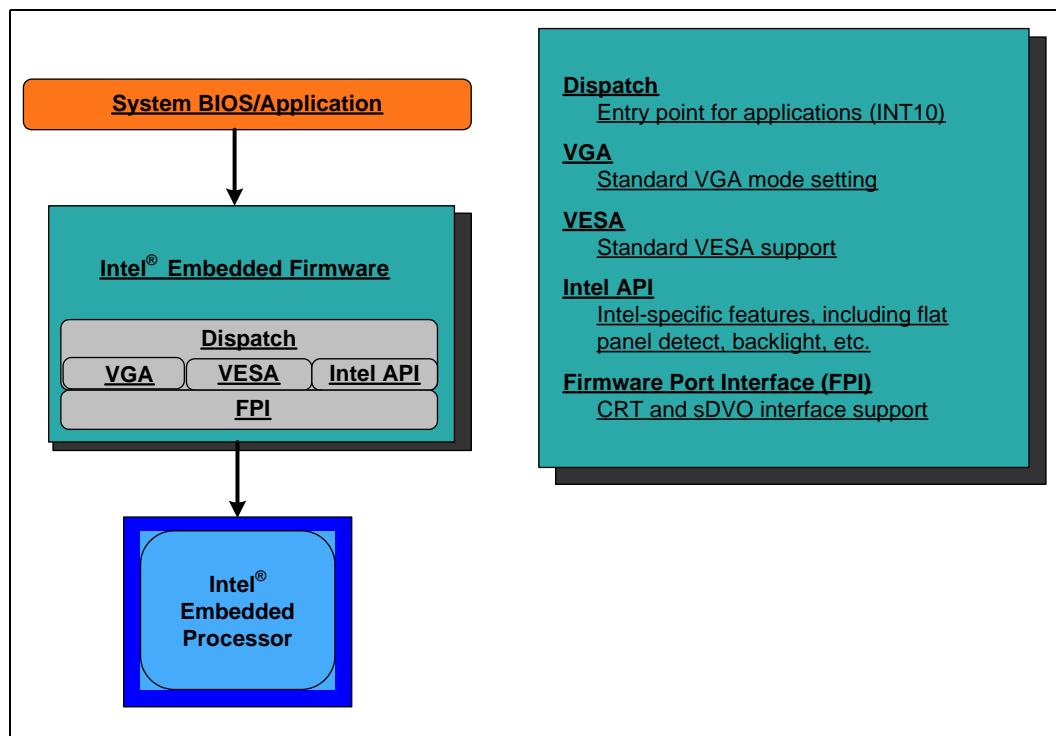 System BIOS/Application
Intel® Embedded Firmware
Dispatch
VGA VESA Intel API
FPI
Intel®
Embedded
Processor
Dispatch
Entry point for applications (INT10)
VGA
Standard VGA mode setting
VESA
Standard VESA support
Intel API
Intel-specific features, including flat
panel detect, backlight, etc.
Firmware Port Interface (FPI)
CRT and sDVO interface support